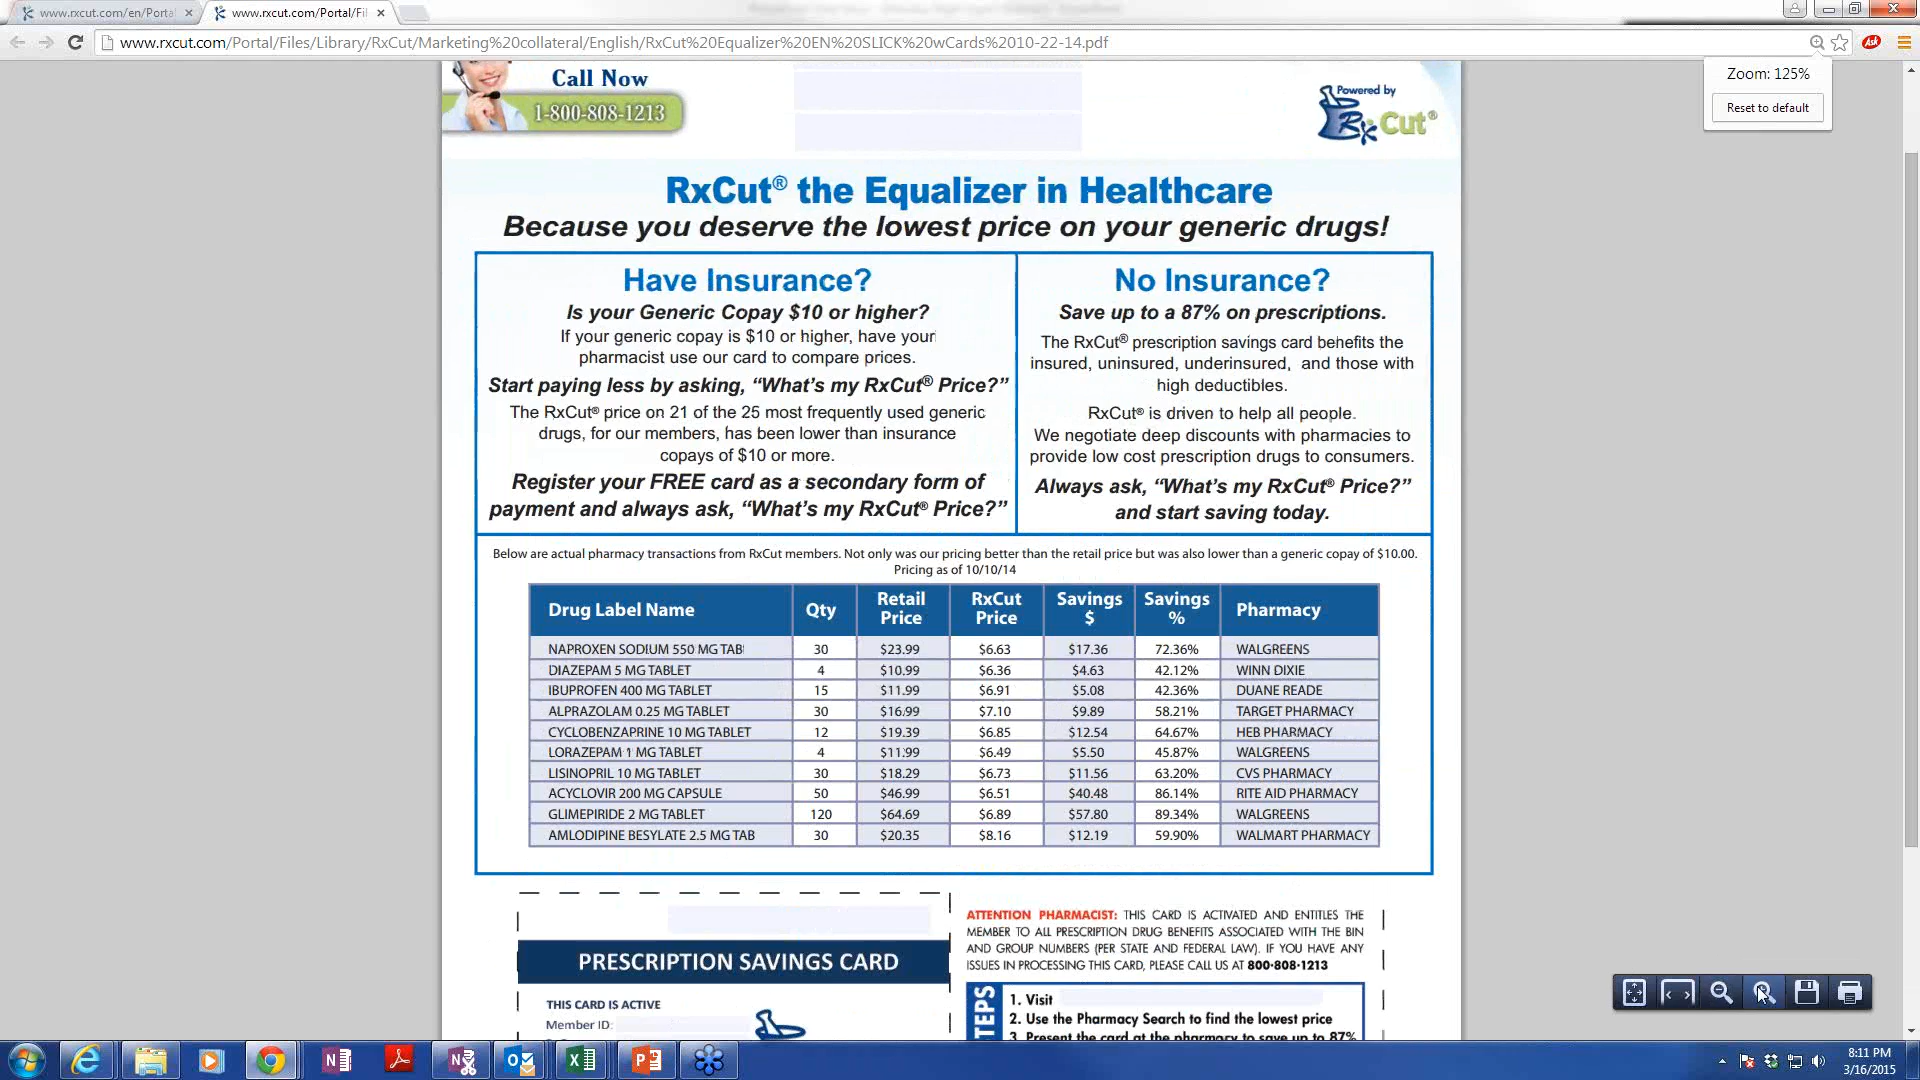 www.rxcut.com/en/Porta
www.rxcut.com/Portal/Fil
www.rxcut.com/Portal/Files/Library/RxCut/Marketing%20collateral/English/RxCut%20Equalizer%20EN%20SLICK%20wCards%2010-22-14.pdf
Ask
Zoom: 125%
Reset to default
Call Now
1-800-808-1213
Powered by
RxCut®
RxCut® the Equalizer in Healthcare
Because you deserve the lowest price on your generic drugs!
Have Insurance?
Is your Generic Copay $10 or higher?
If your generic copay is $10 or higher, have your
pharmacist use our card to compare prices.
Start paying less by asking, “What’s my RxCut® Price?”
The RxCut® price on 21 of the 25 most frequently used generic
drugs, for our members, has been lower than insurance
copays of $10 or more.
Register your FREE card as a secondary form of
payment and always ask, “What’s my RxCut® Price?”
No Insurance?
Save up to a 87% on prescriptions.
The RxCut® prescription savings card benefits the
insured, uninsured, underinsured, and those with
high deductibles.
RxCut® is driven to help all people.
We negotiate deep discounts with pharmacies to
provide low cost prescription drugs to consumers.
Always ask, “What’s my RxCut® Price?”
and start saving today.
Below are actual pharmacy transactions from RxCut members. Not only was our pricing better than the retail price but was also lower than a generic copay of $10.00.
Pricing as of 10/10/14
Drug Label Name Qty Retail Price RxCut Price Savings $ Savings % Pharmacy
NAPROXEN SODIUM 550 MG TAB 30 $23.99 $6.63 $17.36 72.36% WALGREENS
DIAZEPAM 5 MG TABLET 4 $10.99 $6.36 $4.63 42.12% WINN DIXIE
IBUPROFEN 400 MG TABLET 15 $11.99 $6.91 $5.08 42.36% DUANE READE
ALPRAZOLAM 0.25 MG TABLET 30 $16.99 $7.10 $9.89 58.21% TARGET PHARMACY
CYCLOBENZAPRINE 10 MG TABLET 12 $19.39 $6.85 $12.54 64.67% HEB PHARMACY
LORAZEPAM 1 MG TABLET 4 $11.99 $6.49 $5.50 45.87% WALGREENS
LISINOPRIL 10 MG TABLET 30 $18.29 $6.73 $11.56 63.20% CVS PHARMACY
ACYCLOVIR 200 MG CAPSULE 50 $46.99 $6.51 $40.48 86.14% RITE AID PHARMACY
GLIMEPIRIDE 2 MG TABLET 120 $64.69 $6.89 $57.80 89.34% WALGREENS
AMLODIPINE BESYLATE 2.5 MG TAB 30 $20.35 $8.16 $12.19 59.90% WALMART PHARMACY
PRESCRIPTION SAVINGS CARD
THIS CARD IS ACTIVE
Member ID:
ATTENTION PHARMACIST: THIS CARD IS ACTIVATED AND ENTITLES THE
MEMBER TO ALL PRESCRIPTION DRUG BENEFITS ASSOCIATED WITH THE BIN
AND GROUP NUMBERS (PER STATE AND FEDERAL LAW). IF YOU HAVE ANY
ISSUES IN PROCESSING THIS CARD, PLEASE CALL US AT 800·808·1213
TEPS
1. Visit
2. Use the Pharmacy Search to find the lowest price
3. Present the card at the pharmacy to save up to 87%
8:11 PM
3/16/2015